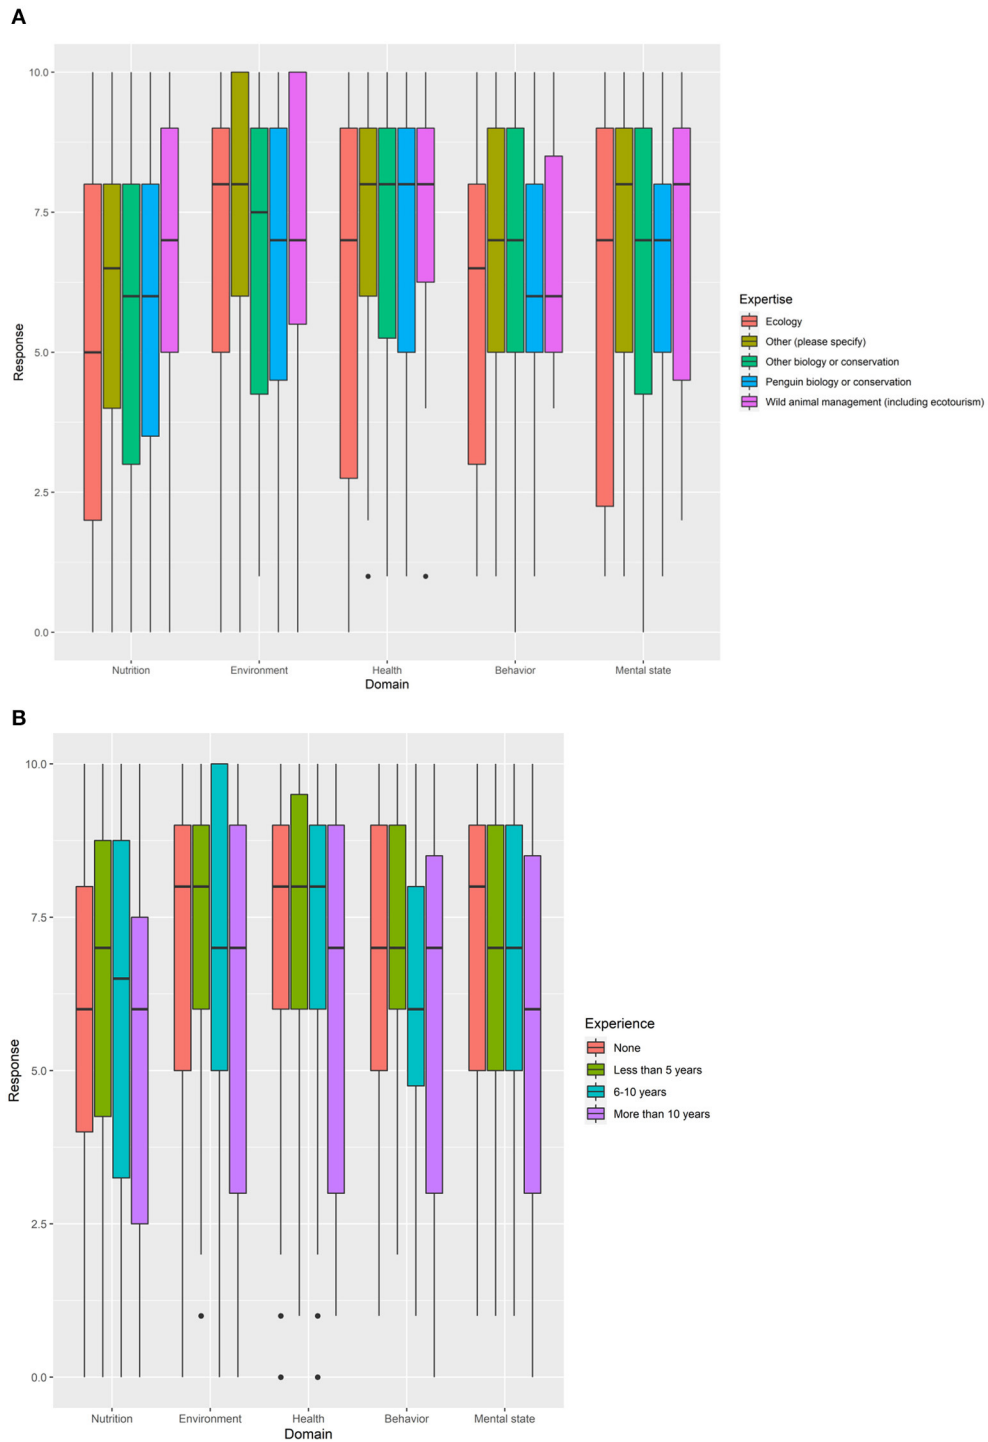 A
10.0
7.5
5.0
2.5
0.0
Response
Nutrition
Environment
Health
Behavior
Mental state
Domain
Expertise
Ecology
Other (please specify)
Other biology or conservation
Penguin biology or conservation
Wild animal management (including ecotourism)
B
10.0
7.5
5.0
2.5
0.0
Response
Nutrition
Environment
Health
Behavior
Mental state
Domain
Experience
None
Less than 5 years
6-10 years
More than 10 years